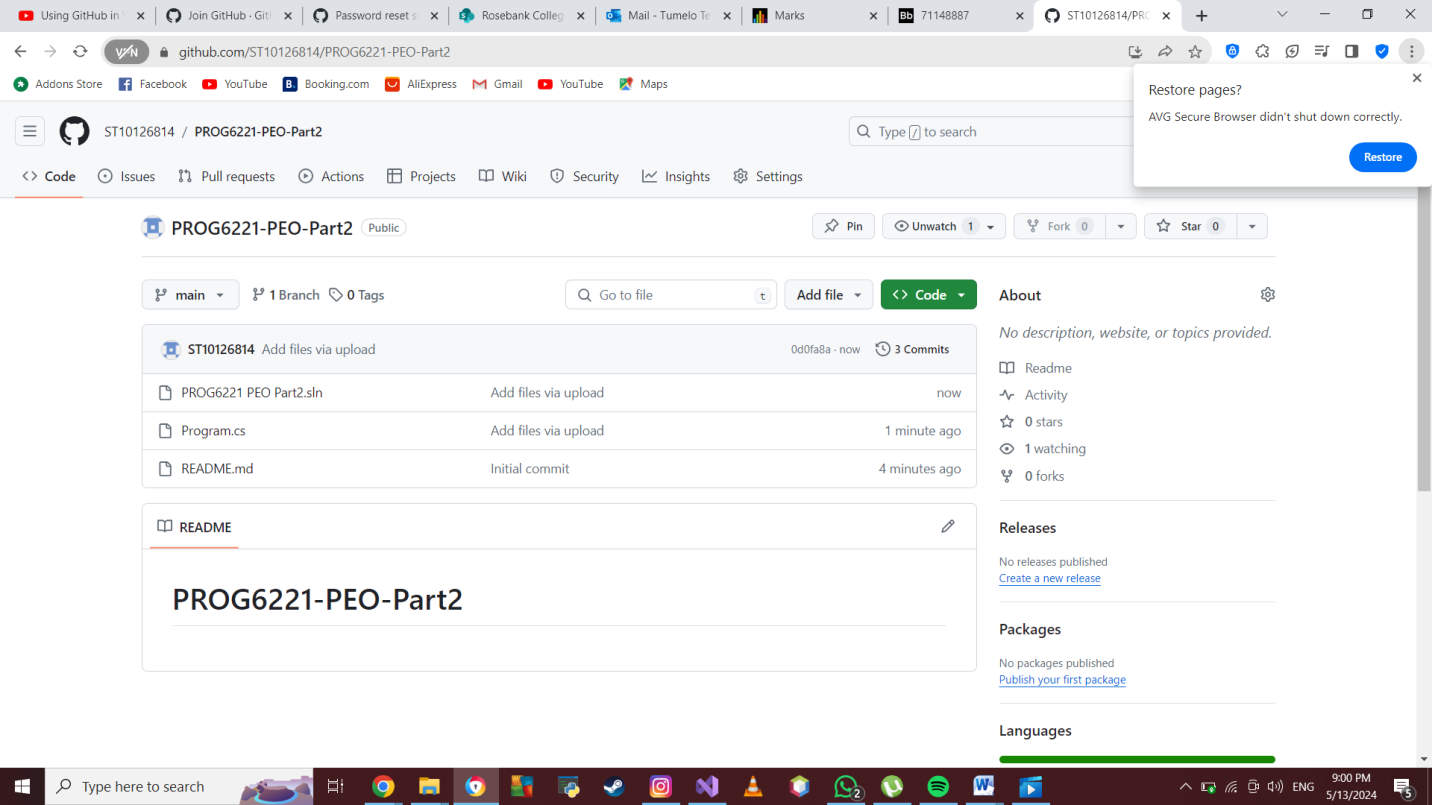 Using GitHub in
Join GitHub · Git
Password reset s
Rosebank Colleg
Mail - Tumelo Te
Marks
Bb 71148887
ST10126814/PRO
VPN
github.com/ST10126814/PROG6221-PEO-Part2
Addons Store
Facebook
YouTube
B. Booking.com
AliExpress
Gmail
YouTube
Maps
Restore pages?
AVG Secure Browser didn't shut down correctly.
Restore
ST10126814 / PROG6221-PEO-Part2
Type / to search
Code
Issues
Pull requests
Actions
Projects
Wiki
Security
Insights
Settings
PROG6221-PEO-Part2 Public
Pin
Unwatch 1
Fork 0
Star 0
main
1 Branch
0 Tags
Go to file t
Add file
Code
ST10126814 Add files via upload 0d0fa8a · now 3 Commits
PROG6221 PEO Part2.sln Add files via upload now
Program.cs Add files via upload 1 minute ago
README.md Initial commit 4 minutes ago
README
PROG6221-PEO-Part2
About
No description, website, or topics provided.
Readme
Activity
0 stars
1 watching
0 forks
Releases
No releases published
Create a new release
Packages
No packages published
Publish your first package
Languages
Type here to search
2
W
ENG
9:00 PM
5/13/2024
5